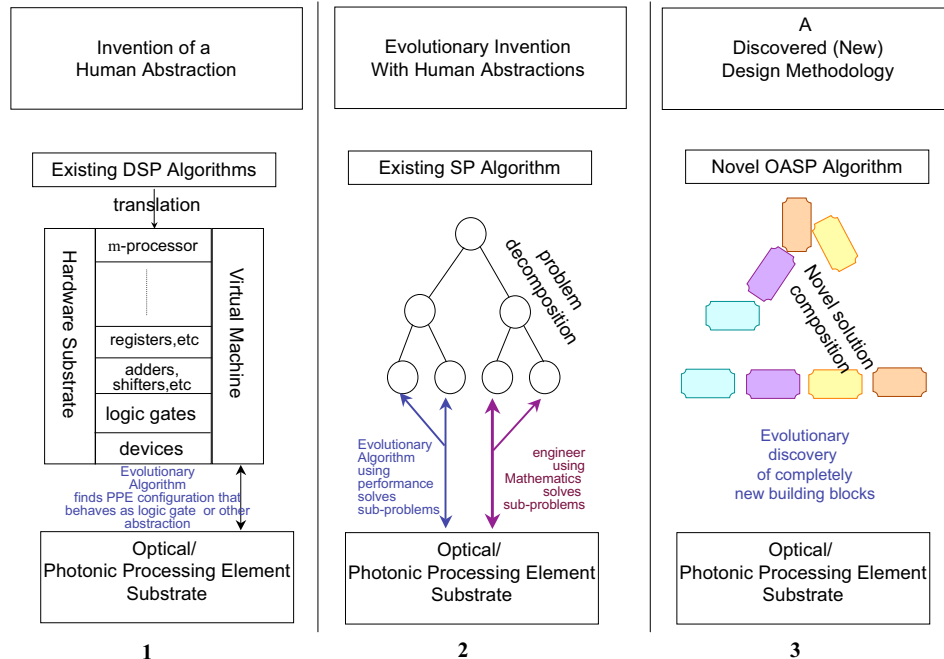 Invention of a
Human Abstraction
Existing DSP Algorithms
translation
Hardware Substrate
m-processor
registers,etc
adders,
shifters,etc
logic gates
devices
Virtual Machine
Evolutionary
Algorithm
finds PPE configuration that
behaves as logic gate or other
abstraction
Optical/
Photonic Processing Element
Substrate
1
Evolutionary Invention
With Human Abstractions
Existing SP Algorithm
problem
decomposition
Evolutionary
Algorithm
using
performance
solves
sub-problems
engineer
using
Mathematics
solves
sub-problems
Optical/
Photonic Processing Element
Substrate
2
A
Discovered (New)
Design Methodology
Novel OASP Algorithm
Novel solution
composition
Evolutionary
discovery
of completely
new building blocks
Optical/
Photonic Processing Element
Substrate
3